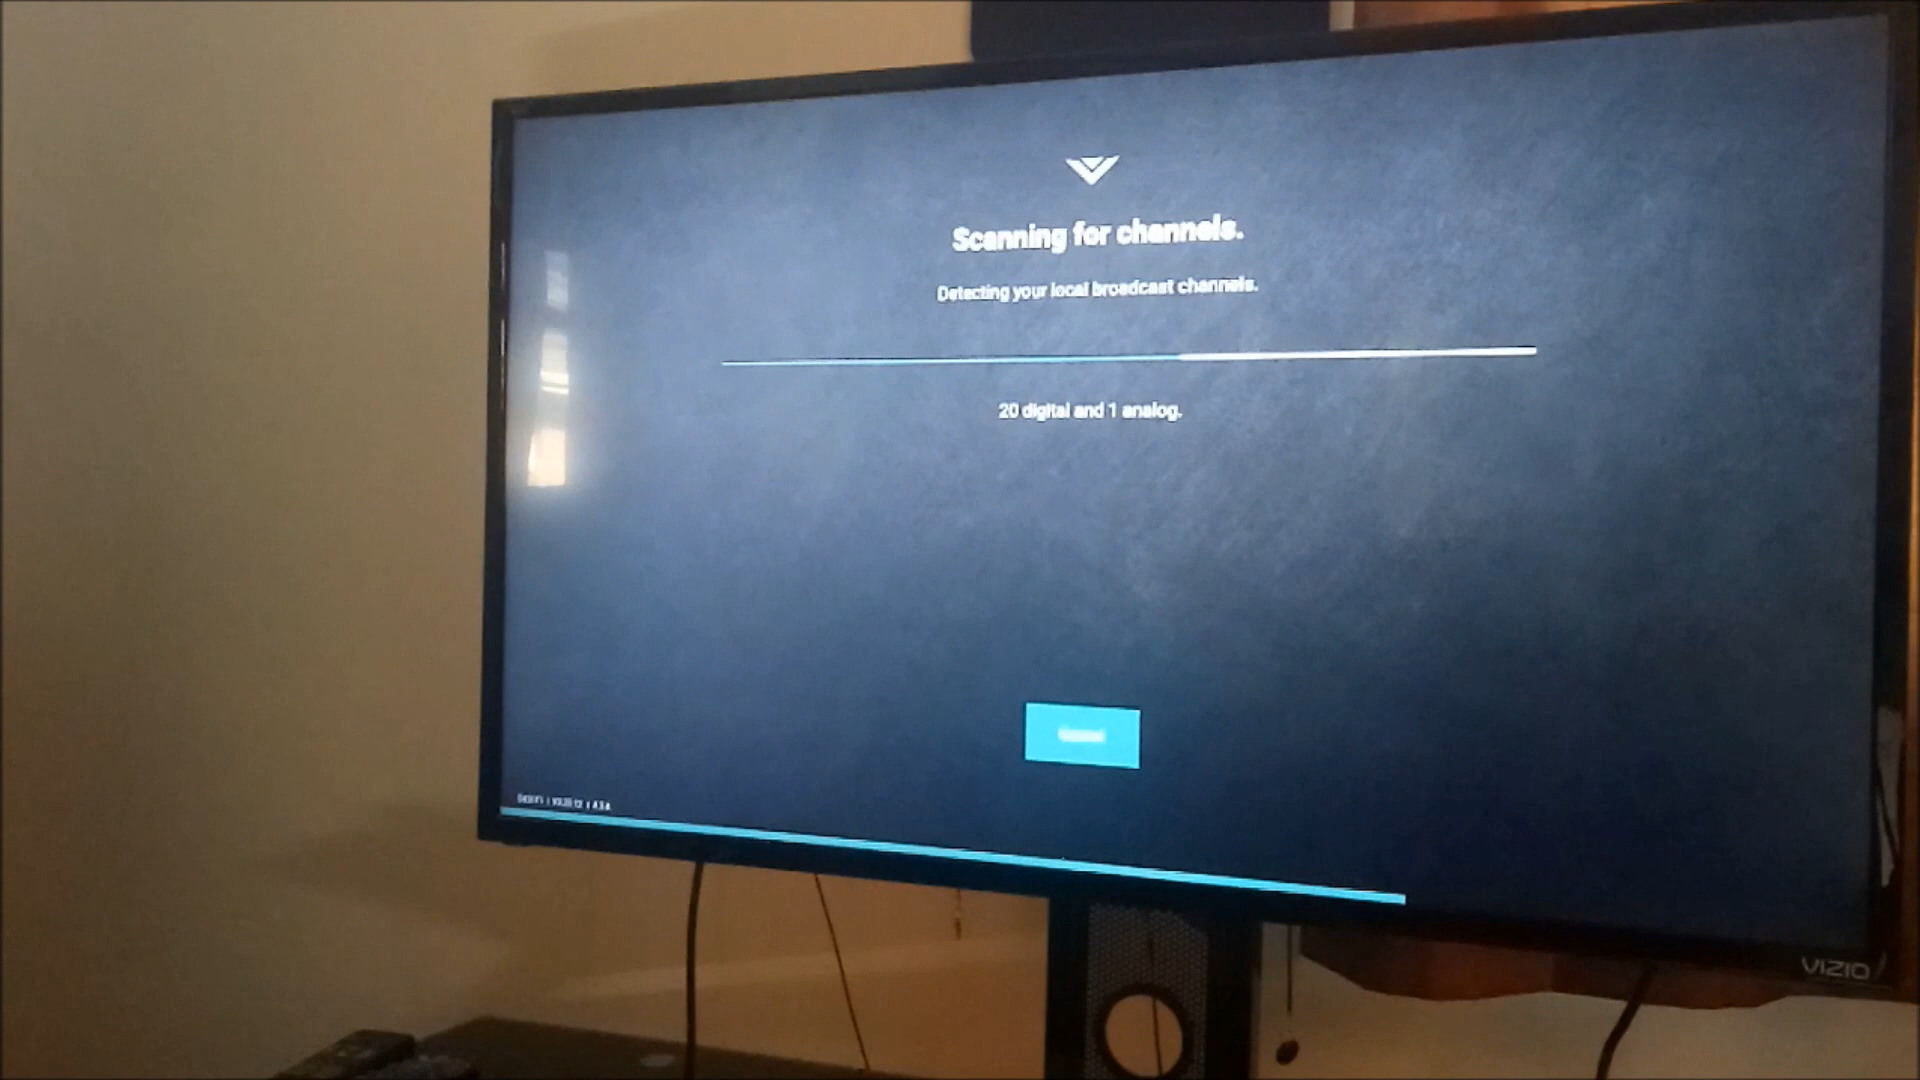 Scanning for channels.
Detecting your local broadcast channels.
20 digital and 1 analog.
VIZIO